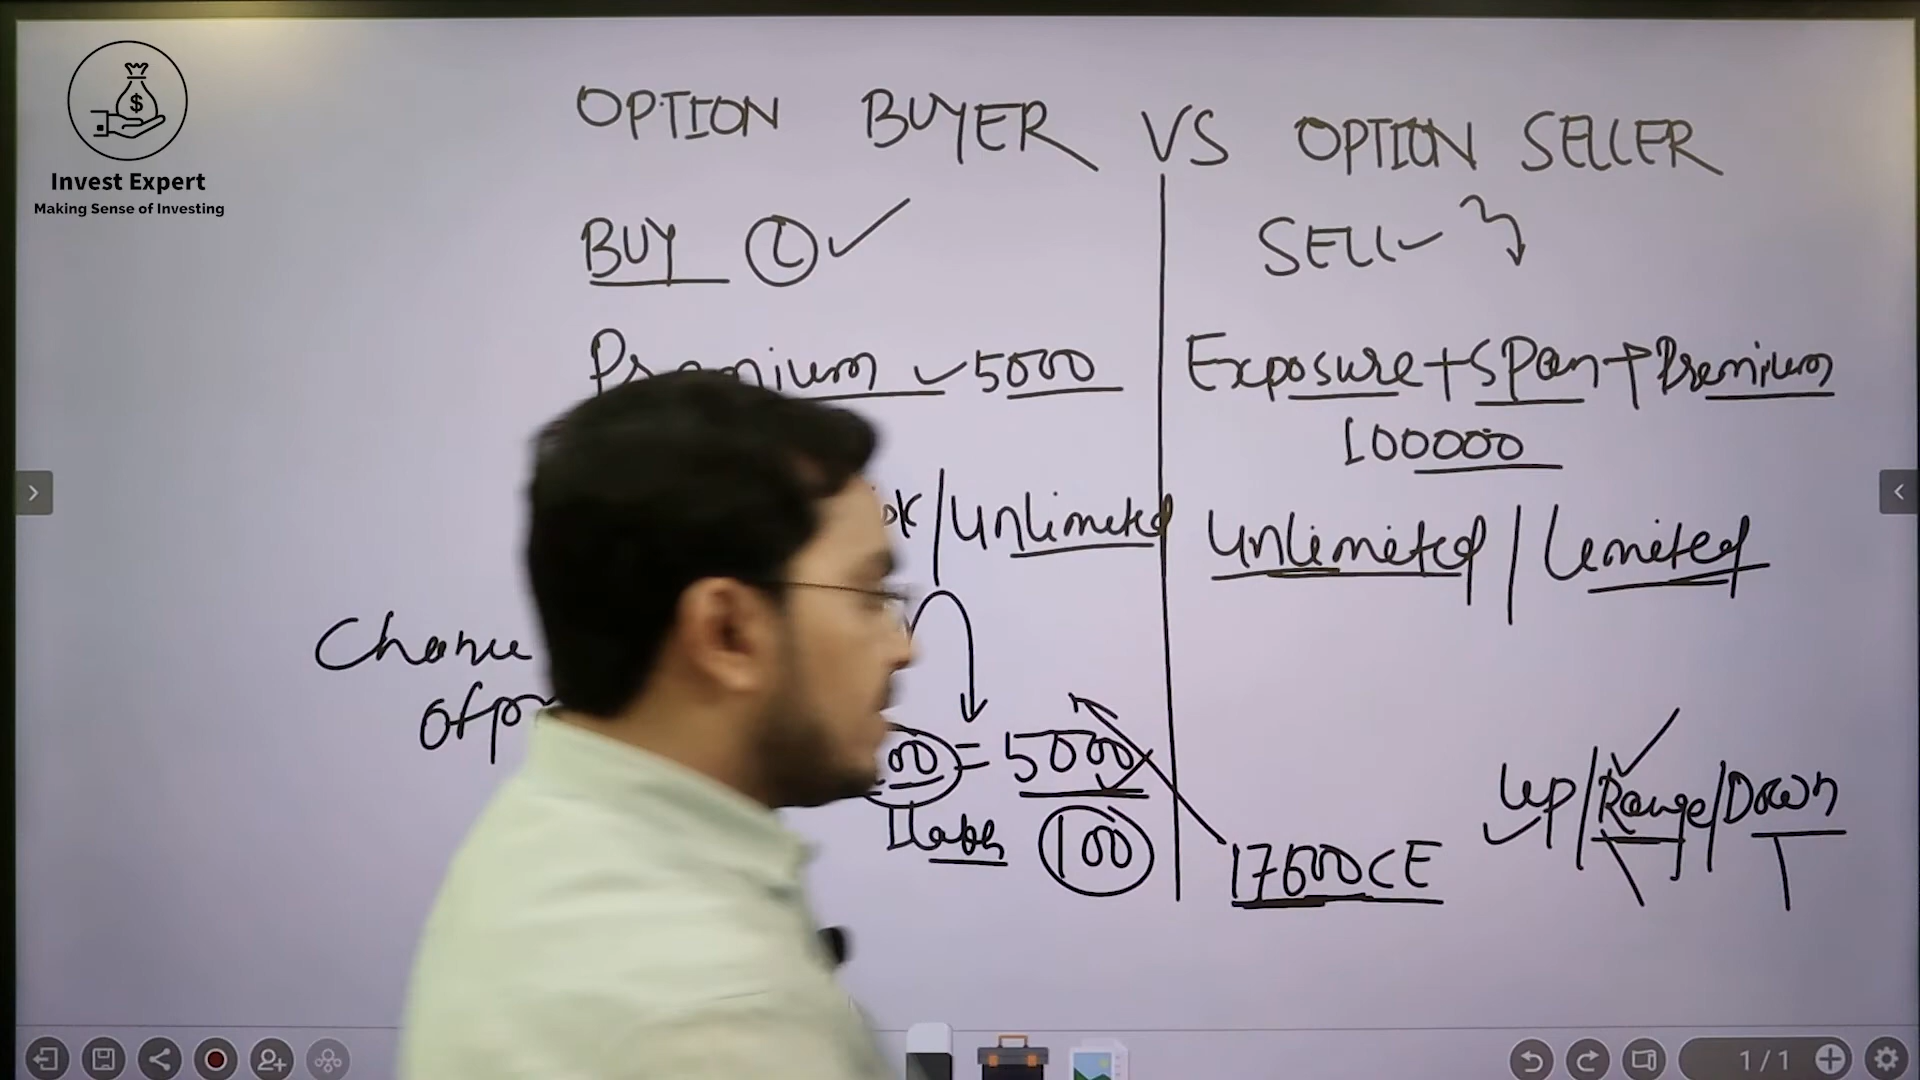 Invest Expert
Making Sense of Investing
OPTION BUYER VS OPTION SELLER
BUY SELL
Premium 5000 Exposure + Span + Premium
100000
/ Unlimited Unlimited / Limited
= 5000 Up / Range / Down
100 17600CE
1 / 1